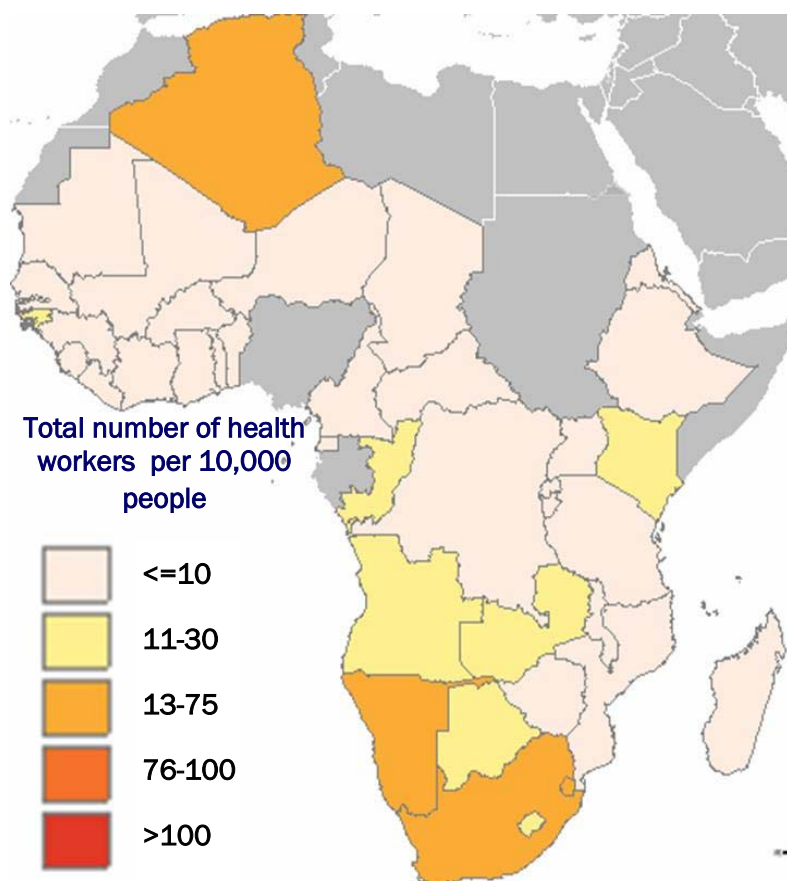 Total number of health
workers per 10,000
people
<=10
11-30
13-75
76-100
>100